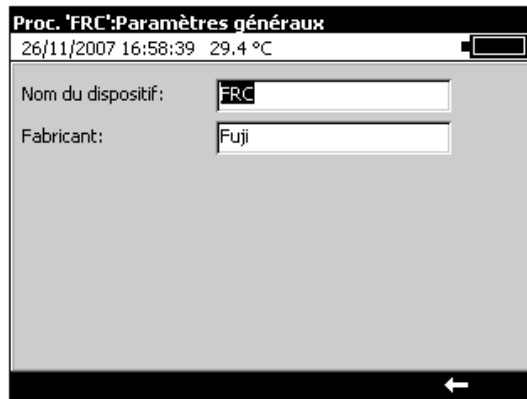 Proc. 'FRC':Paramètres généraux
26/11/2007 16:58:39 29.4 °C
Nom du dispositif: FRC
Fabricant: Fuji